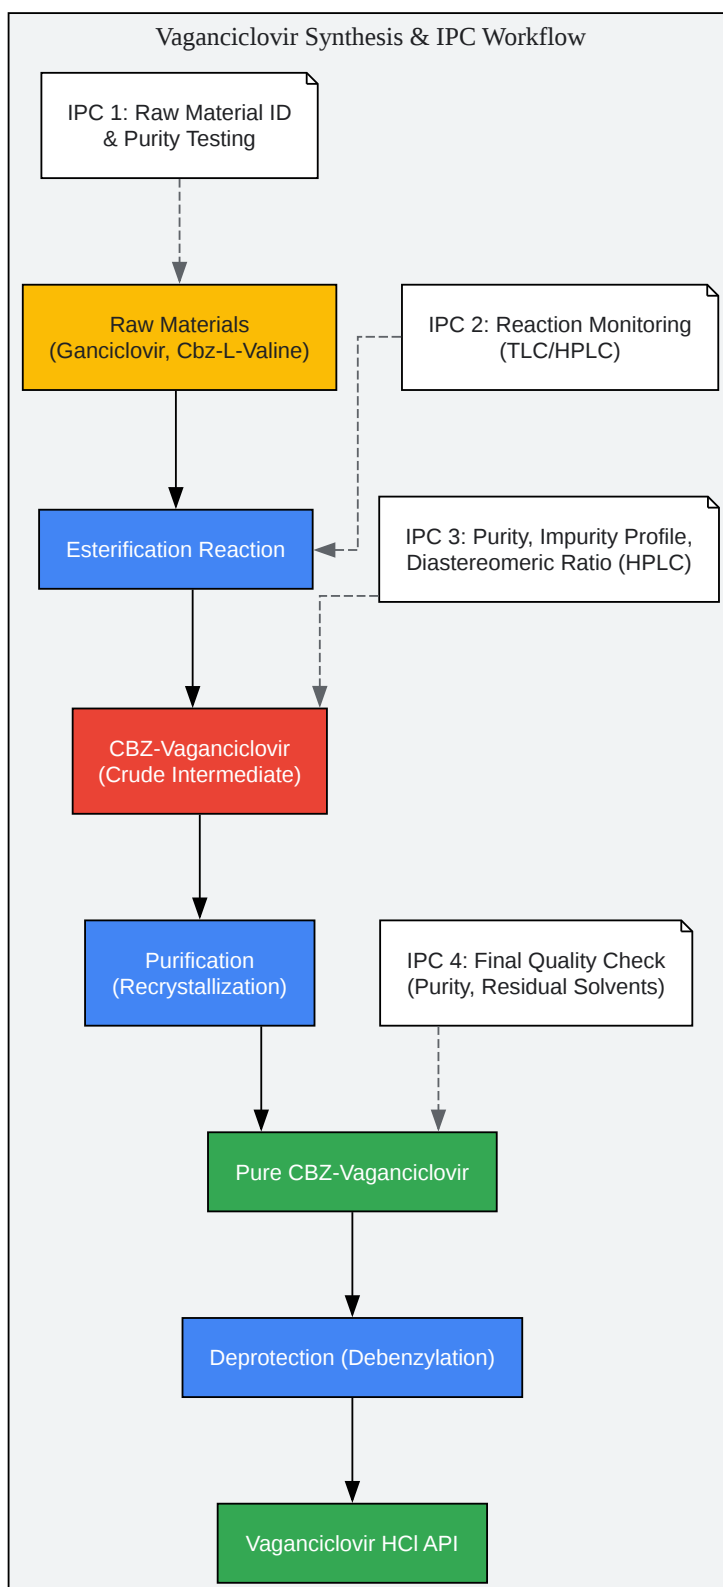 Vaganciclovir Synthesis & IPC Workflow
IPC 1: Raw Material ID
& Purity Testing
Raw Materials
(Ganciclovir, Cbz-L-Valine)
IPC 2: Reaction Monitoring
(TLC/HPLC)
Esterification Reaction
IPC 3: Purity, Impurity Profile,
Diastereomeric Ratio (HPLC)
CBZ-Vaganciclovir
(Crude Intermediate)
Purification
(Recrystallization)
IPC 4: Final Quality Check
(Purity, Residual Solvents)
Pure CBZ-Vaganciclovir
Deprotection (Debenzylation)
Vaganciclovir HCl API